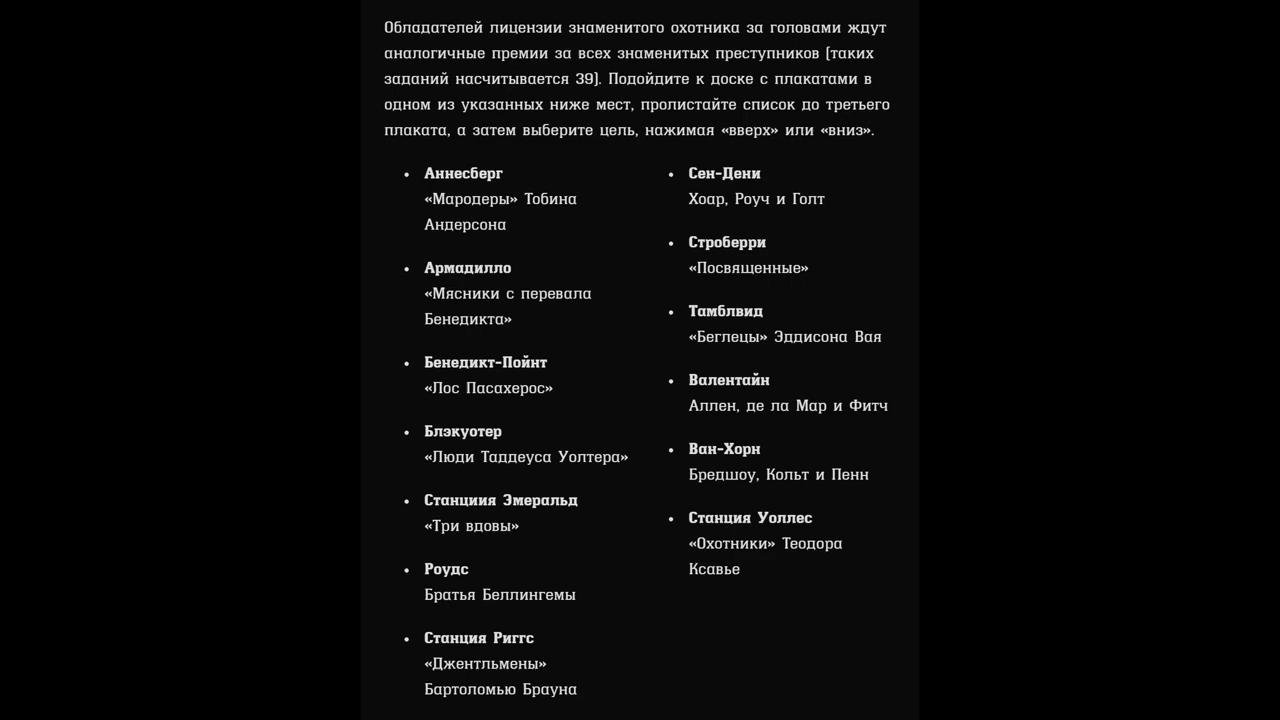 Обладателей лицензии знаменитого охотника за головами ждут
аналогичные премии за всех знаменитых преступников (таких
заданий насчитывается 39). Подойдите к доске с плакатами в
одном из указанных ниже мест, пролистайте список до третьего
плаката, а затем выберите цель, нажимая «вверх» или «вниз».
• Аннесберг
«Мародеры» Тобина
Андерсона
• Армадилло
«Мясники с перевала
Бенедикта»
• Бенедикт-Пойнт
«Лос Пасахерос»
• Блэкуотер
«Люди Таддеуса Уолтера»
• Станциия Эмеральд
«Три вдовы»
• Роудс
Братья Беллингемы
• Станция Риггс
«Джентльмены»
Бартоломью Брауна
• Сен-Дени
Хоар, Роуч и Голт
• Строберри
«Посвященные»
• Тамблвид
«Беглецы» Эддисона Вая
• Валентайн
Аллен, де ла Мар и Фитч
• Ван-Хорн
Бредшоу, Кольт и Пенн
• Станция Уоллес
«Охотники» Теодора
Ксавье